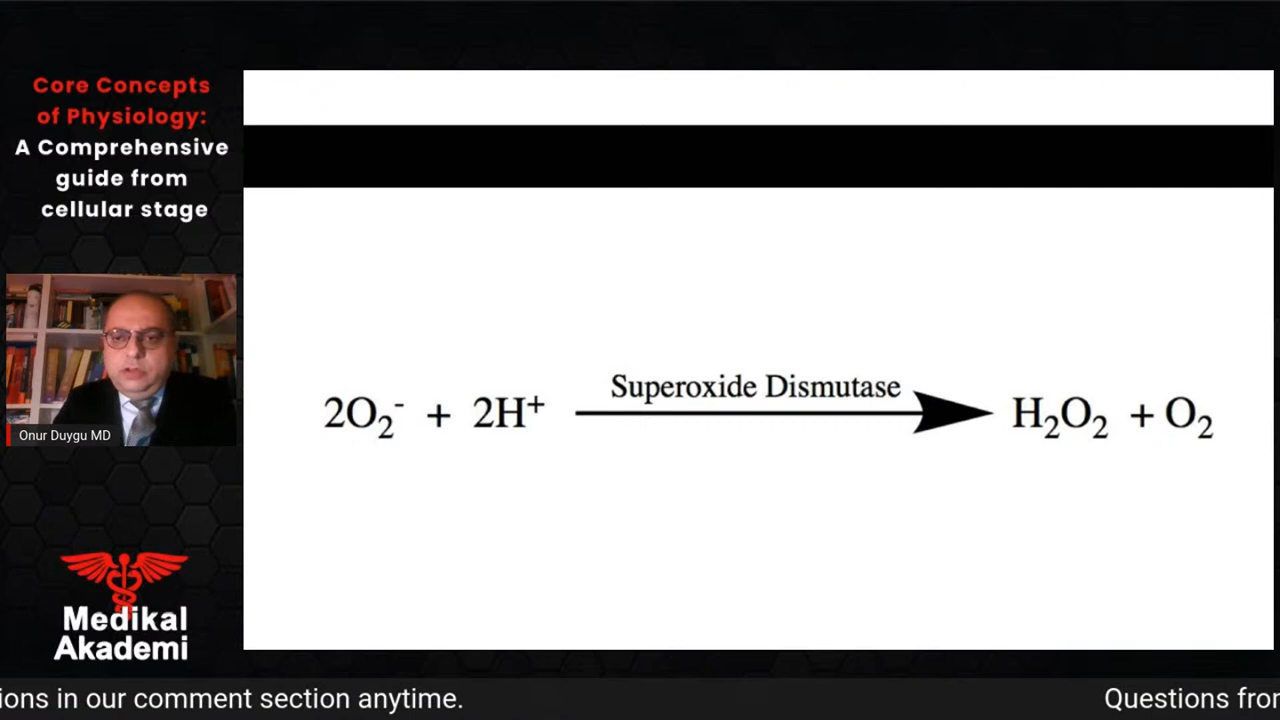 Core Concepts
of Physiology:
A Comprehensive
guide from
cellular stage
Onur Duygu MD
Medikal
Akademi
Superoxide Dismutase
2O₂⁻ + 2H⁺ → H₂O₂ + O₂
ions in our comment section anytime.
Questions from